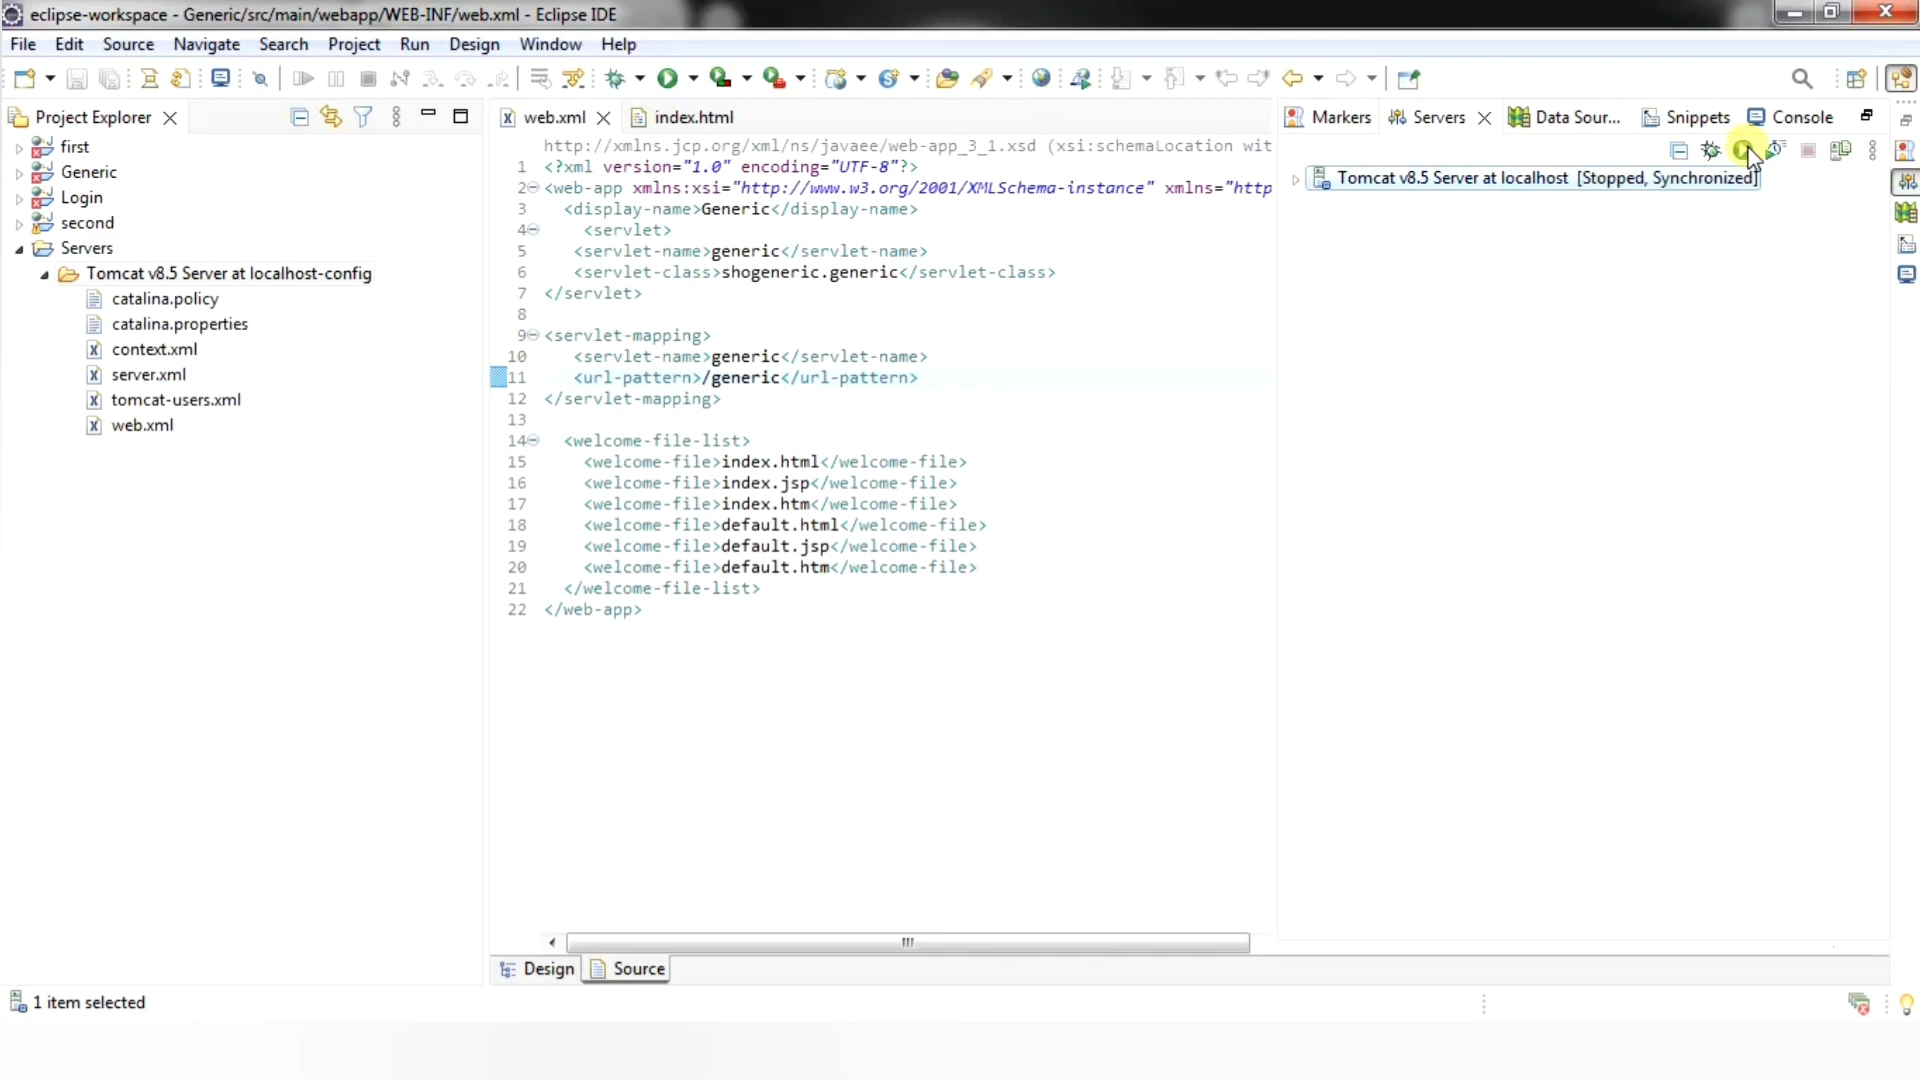 eclipse-workspace - Generic/src/main/webapp/WEB-INF/web.xml - Eclipse IDE
File Edit Source Navigate Search Project Run Design Window Help
Project Explorer
first
Generic
Login
second
Servers
Tomcat v8.5 Server at localhost-config
catalina.policy
catalina.properties
context.xml
server.xml
tomcat-users.xml
web.xml
web.xml index.html
http://xmlns.jcp.org/xml/ns/javaee/web-app_3_1.xsd (xsi:schemaLocation wit
1 <?xml version="1.0" encoding="UTF-8"?>
2 <web-app xmlns:xsi="http://www.w3.org/2001/XMLSchema-instance" xmlns="http
3 <display-name>Generic</display-name>
4 <servlet>
5 <servlet-name>generic</servlet-name>
6 <servlet-class>shogeneric.generic</servlet-class>
7 </servlet>
8
9 <servlet-mapping>
10 <servlet-name>generic</servlet-name>
11 <url-pattern>/generic</url-pattern>
12 </servlet-mapping>
13
14 <welcome-file-list>
15 <welcome-file>index.html</welcome-file>
16 <welcome-file>index.jsp</welcome-file>
17 <welcome-file>index.htm</welcome-file>
18 <welcome-file>default.html</welcome-file>
19 <welcome-file>default.jsp</welcome-file>
20 <welcome-file>default.htm</welcome-file>
21 </welcome-file-list>
22 </web-app>
Design Source
Markers Servers Data Sour... Snippets Console
Tomcat v8.5 Server at localhost [Stopped, Synchronized]
1 item selected